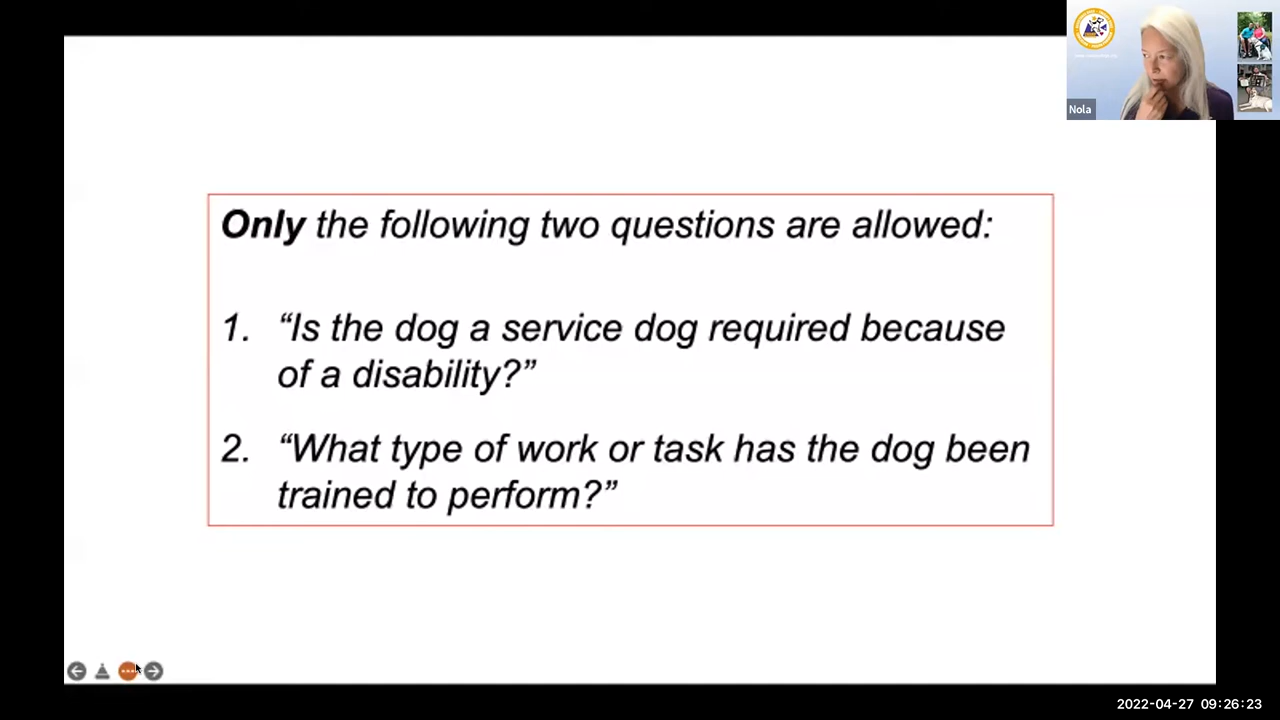 Nola
Only the following two questions are allowed:
1. “Is the dog a service dog required because
of a disability?”
2. “What type of work or task has the dog been
trained to perform?”
2022-04-27 09:26:23